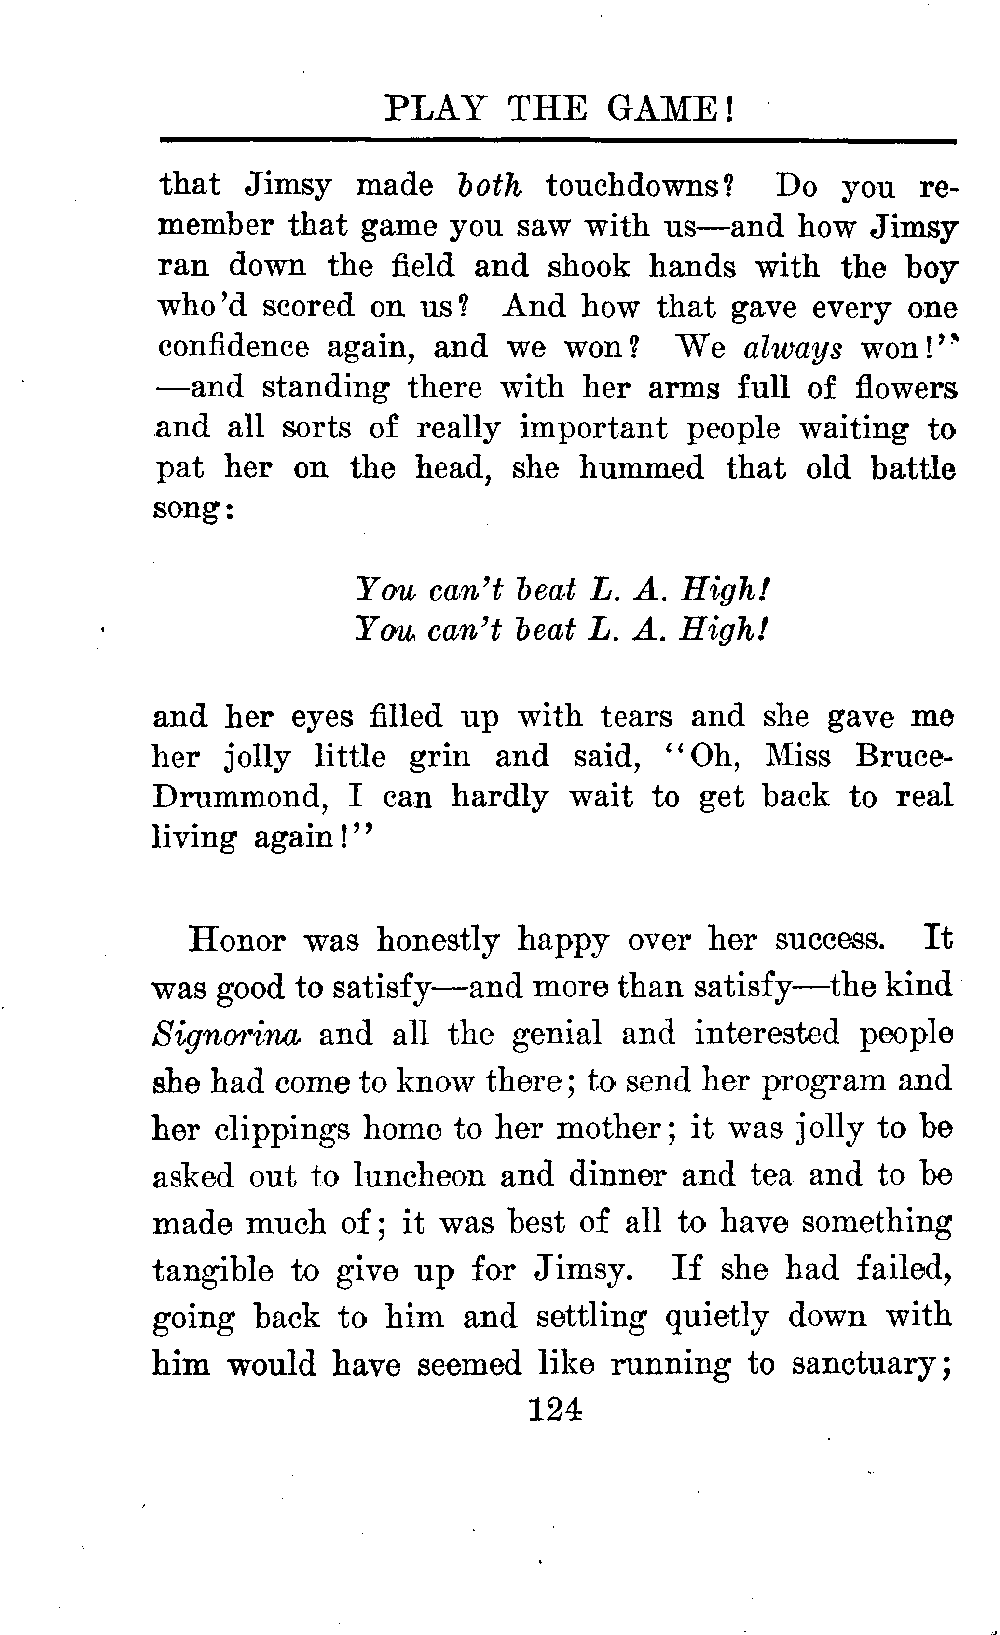 PLAY THE GAME!
that Jimsy made both touchdowns? Do you re-
member that game you saw with us—and how Jimsy
ran down the field and shook hands with the boy
who'd scored on us? And how that gave every one
confidence again, and we won? We always won!"
—and standing there with her arms full of flowers
and all sorts of really important people waiting to
pat her on the head, she hummed that old battle
song:
You can't beat L. A. High!
You can't beat L. A. High!
and her eyes filled up with tears and she gave me
her jolly little grin and said, "Oh, Miss Bruce-
Drummond, I can hardly wait to get back to real
living again!"
Honor was honestly happy over her success. It
was good to satisfy—and more than satisfy—the kind
Signorina and all the genial and interested people
she had come to know there; to send her program and
her clippings home to her mother; it was jolly to be
asked out to luncheon and dinner and tea and to be
made much of; it was best of all to have something
tangible to give up for Jimsy. If she had failed,
going back to him and settling quietly down with
him would have seemed like running to sanctuary;
124